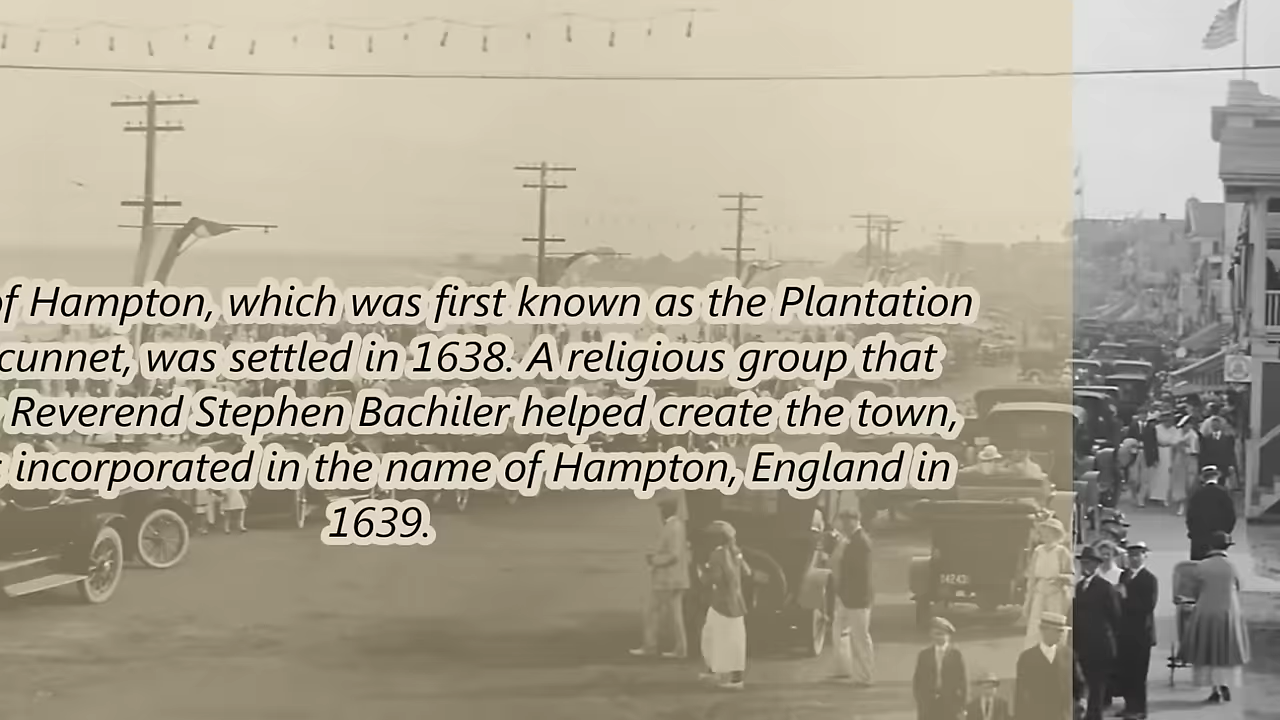 of Hampton, which was first known as the Plantation
cunnet, was settled in 1638. A religious group that
Reverend Stephen Bachiler helped create the town,
incorporated in the name of Hampton, England in
1639.